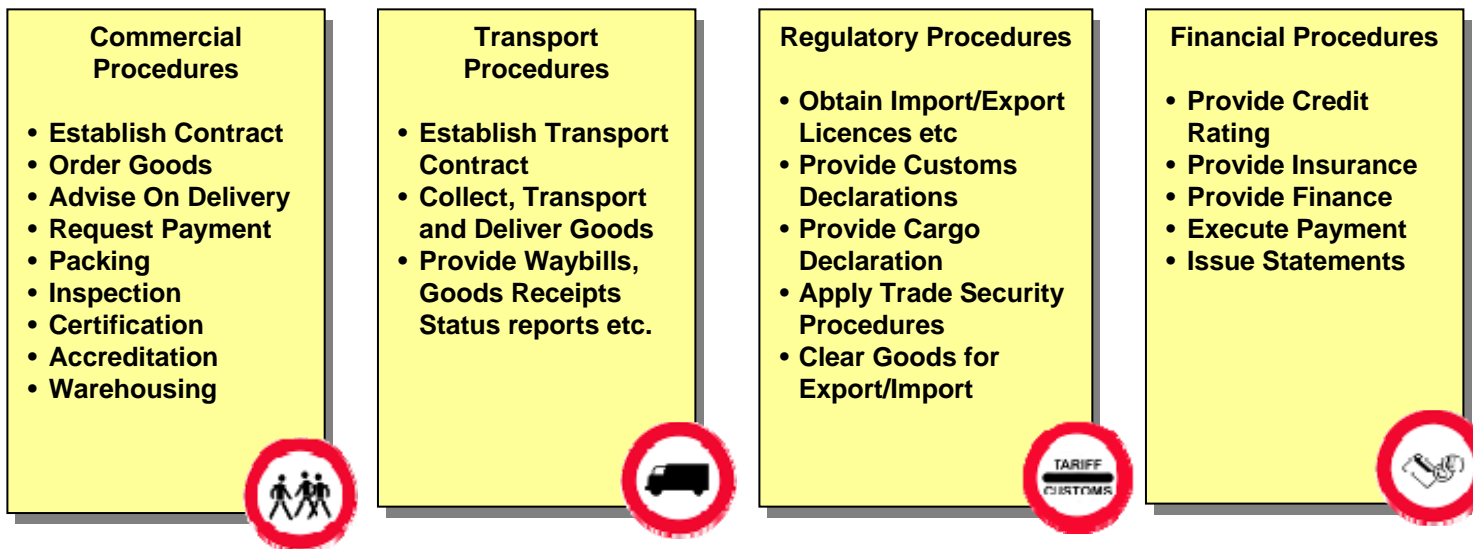 Commercial
Procedures
• Establish Contract
• Order Goods
• Advise On Delivery
• Request Payment
• Packing
• Inspection
• Certification
• Accreditation
• Warehousing
Transport
Procedures
• Establish Transport
Contract
• Collect, Transport
and Deliver Goods
• Provide Waybills,
Goods Receipts
Status reports etc.
Regulatory Procedures
• Obtain Import/Export
Licences etc
• Provide Customs
Declarations
• Provide Cargo
Declaration
• Apply Trade Security
Procedures
• Clear Goods for
Export/Import
TARIFF
CUSTOMS
Financial Procedures
• Provide Credit
Rating
• Provide Insurance
• Provide Finance
• Execute Payment
• Issue Statements